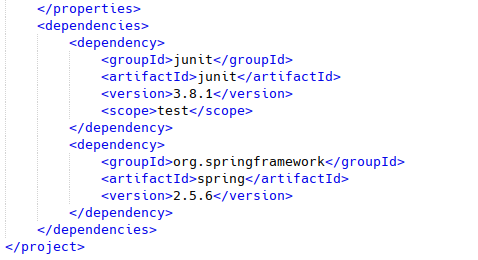 </properties>
<dependencies>
<dependency>
<groupId>junit</groupId>
<artifactId>junit</artifactId>
<version>3.8.1</version>
<scope>test</scope>
</dependency>
<dependency>
<groupId>org.springframework</groupId>
<artifactId>spring</artifactId>
<version>2.5.6</version>
</dependency>
</dependencies>
</project>